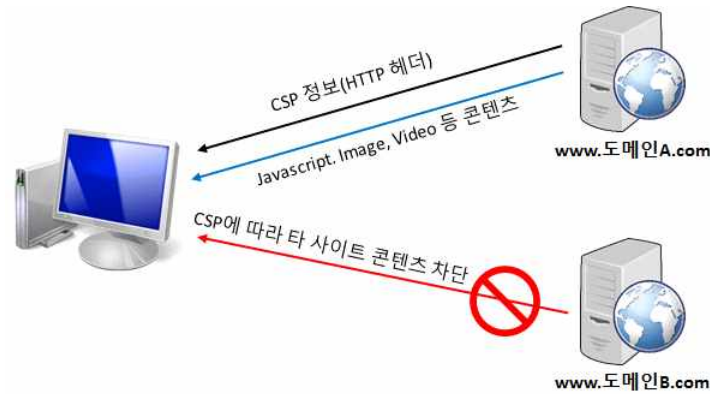 CSP 정보(HTTP 헤더)
Javascript. Image, Video 등 콘텐츠
www.도메인A.com
CSP에 따라 타 사이트 콘텐츠 차단
www.도메인B.com